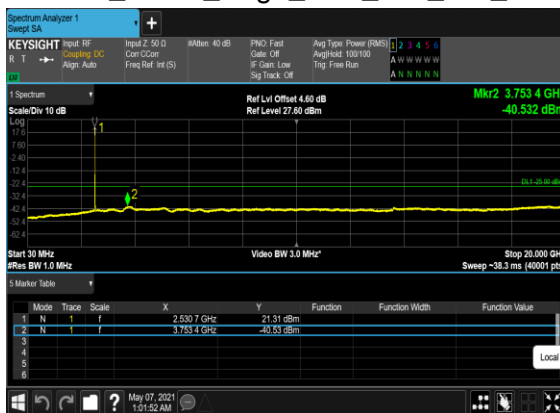 Spectrum Analyzer 1
Swept SA
KEYSIGHT Input: RF Input Z: 50 Ω #Atten: 40 dB PNO: Fast Avg Type: Power (RMS) 1 2 3 4 5 6
R T Coupling: DC Corr CCorr Gate: Off Avg|Hold: 100/100 A W W W W W
Align: Auto Freq Ref: Int (S) IF Gain: Low Trig: Free Run A N N N N N
Sig Track: Off
1 Spectrum Ref Lvl Offset 4.60 dB Mkr2 3.753 4 GHz
Scale/Div 10 dB Ref Level 27.60 dBm -40.532 dBm
Log
17.6
7.60
-2.40
-12.4
-22.4
-32.4
-42.4
-52.4
-62.4
1
2
DL1 -25.00 dBm
Start 30 MHz Video BW 3.0 MHz* Stop 20.000 GHz
#Res BW 1.0 MHz Sweep ~38.3 ms (40001 pts)
5 Marker Table
Mode Trace Scale X Y Function Function Width Function Value
1 N 1 f 2.530 7 GHz 21.31 dBm
2 N 1 f 3.753 4 GHz -40.53 dBm
3
4
5
6
Local
May 07, 2021
1:01:52 AM